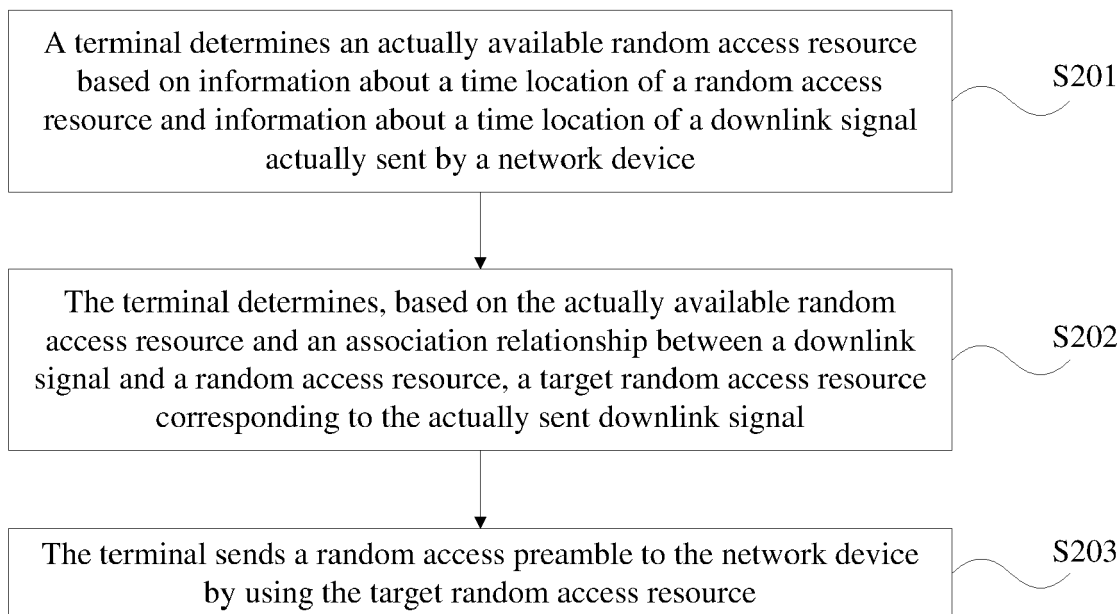 A terminal determines an actually available random access resource
based on information about a time location of a random access
resource and information about a time location of a downlink signal
actually sent by a network device
S201
The terminal determines, based on the actually available random
access resource and an association relationship between a downlink
signal and a random access resource, a target random access resource
corresponding to the actually sent downlink signal
S202
The terminal sends a random access preamble to the network device
by using the target random access resource
S203